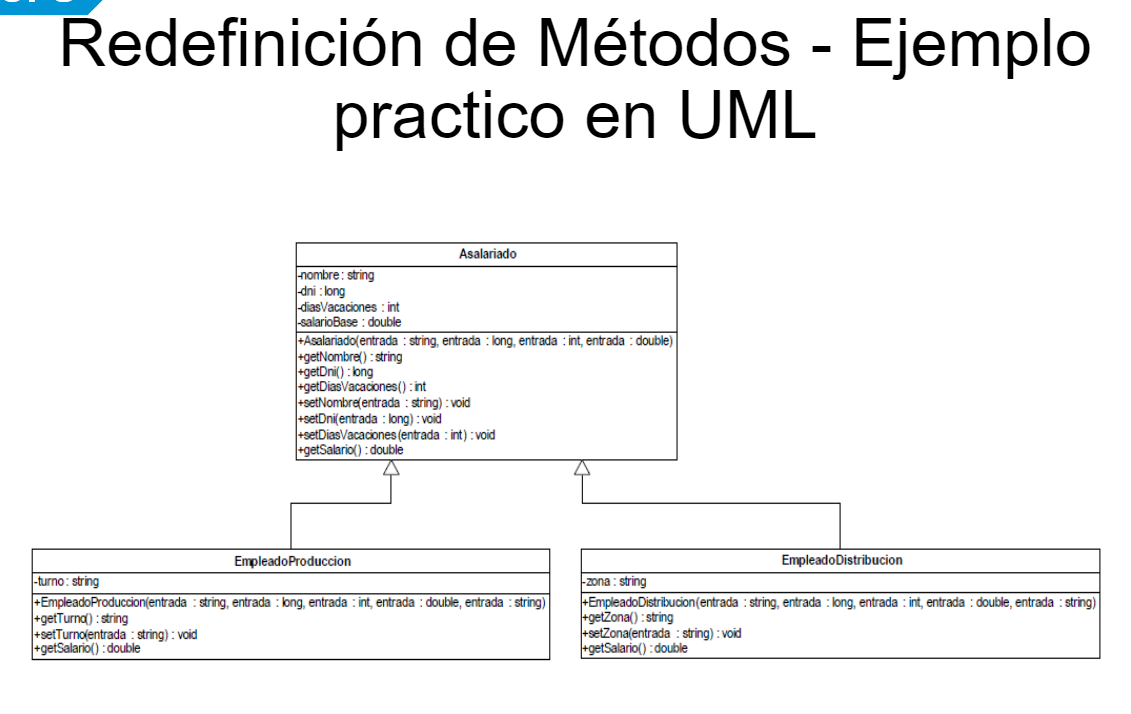 Redefinición de Métodos - Ejemplo
practico en UML
Asalariado
-nombre : string
-dni : long
-diasVacaciones : int
-salarioBase : double
+Asalariado(entrada : string, entrada : long, entrada : int, entrada : double)
+getNombre() : string
+getDni() : long
+getDiasVacaciones() : int
+setNombre(entrada : string) : void
+setDni(entrada : long) : void
+setDiasVacaciones(entrada : int) : void
+getSalario() : double
EmpleadoProduccion
-turno : string
+EmpleadoProduccion(entrada : string, entrada : long, entrada : int, entrada : double, entrada : string)
+getTurno() : string
+setTurno(entrada : string) : void
+getSalario() : double
EmpleadoDistribucion
-zona : string
+EmpleadoDistribucion(entrada : string, entrada : long, entrada : int, entrada : double, entrada : string)
+getZona() : string
+setZona(entrada : string) : void
+getSalario() : double